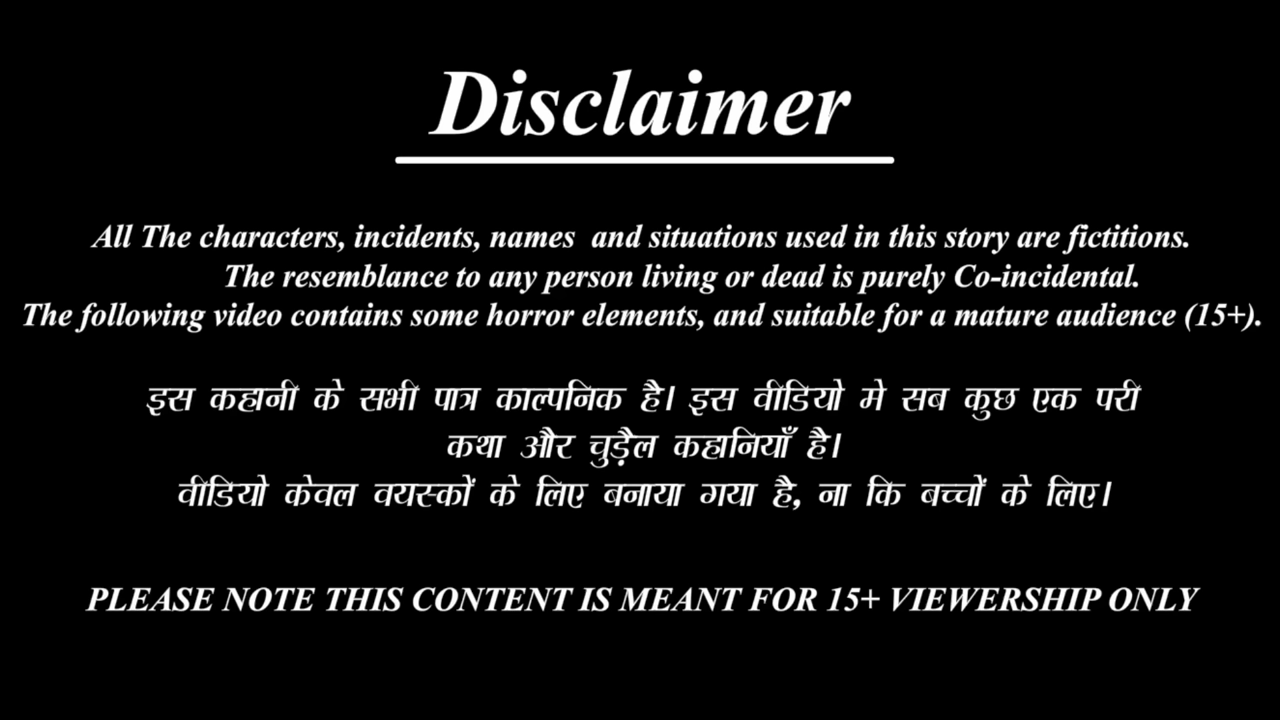 Disclaimer
All The characters, incidents, names and situations used in this story are fictitions.
The resemblance to any person living or dead is purely Co-incidental.
The following video contains some horror elements, and suitable for a mature audience (15+).
इस कहानी के सभी पात्र काल्पनिक है। इस वीडियो मे सब कुछ एक परी
कथा और चुड़ैल कहानियाँ है।
वीडियो केवल वयस्कों के लिए बनाया गया है, ना कि बच्चों के लिए।
PLEASE NOTE THIS CONTENT IS MEANT FOR 15+ VIEWERSHIP ONLY